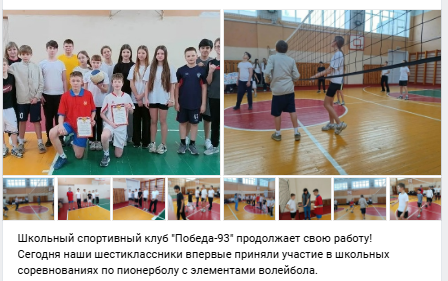 Школьный спортивный клуб "Победа-93" продолжает свою работу!
Сегодня наши шестиклассники впервые приняли участие в школьных
соревнованиях по пионерболу с элементами волейбола.